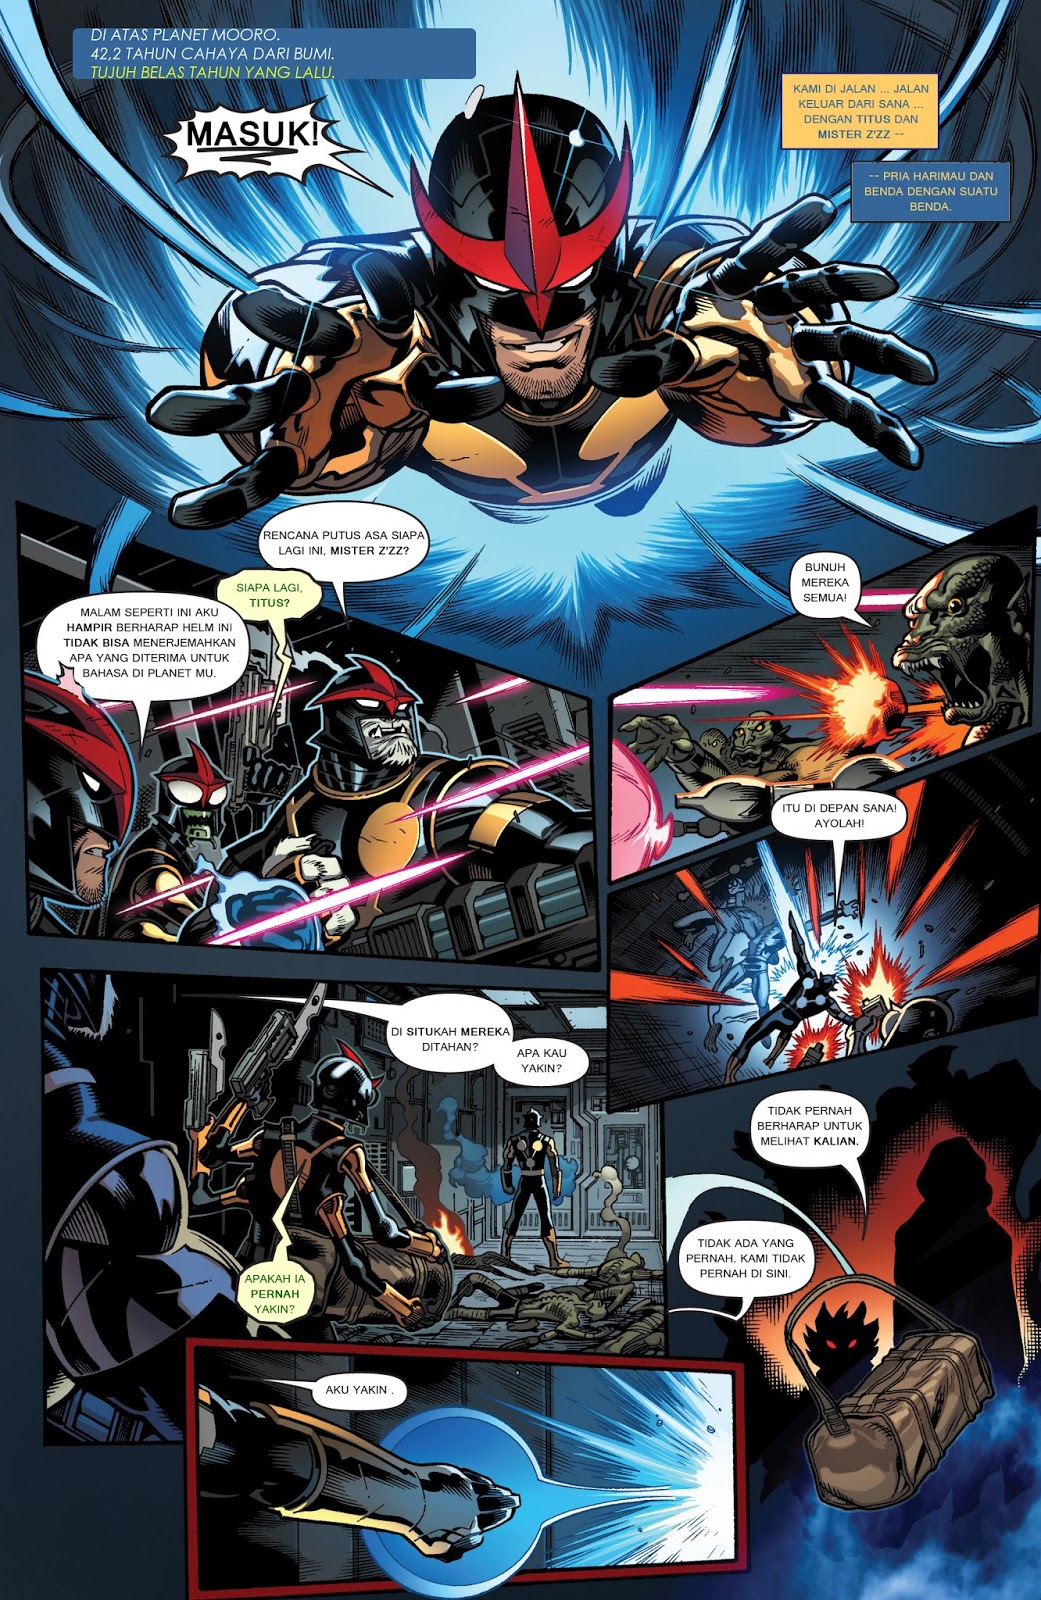 DI ATAS PLANET MOORO.
42,2 TAHUN CAHAYA DARI BUMI.
TUJUH BELAS TAHUN YANG LALU.
MASUK!
KAMI DI JALAN ... JALAN
KELUAR DARI SANA ...
DENGAN TITUS DAN
MISTER Z'ZZ --
-- PRIA HARIMAU DAN
BENDA DENGAN SUATU
BENDA.
RENCANA PUTUS ASA SIAPA
LAGI INI, MISTER Z'ZZ?
SIAPA LAGI,
TITUS?
MALAM SEPERTI INI AKU
HAMPIR BERHARAP HELM INI
TIDAK BISA MENERJEMAHKAN
APA YANG DITERIMA UNTUK
BAHASA DI PLANET MU.
BUNUH
MEREKA
SEMUA!
ITU DI DEPAN SANA!
AYOLAH!
DI SITUKAH MEREKA
DITAHAN?
APA KAU
YAKIN?
APAKAH IA
PERNAH
YAKIN?
TIDAK PERNAH
BERHARAP UNTUK
MELIHAT KALIAN.
TIDAK ADA YANG
PERNAH. KAMI TIDAK
PERNAH DI SINI.
AKU YAKIN .